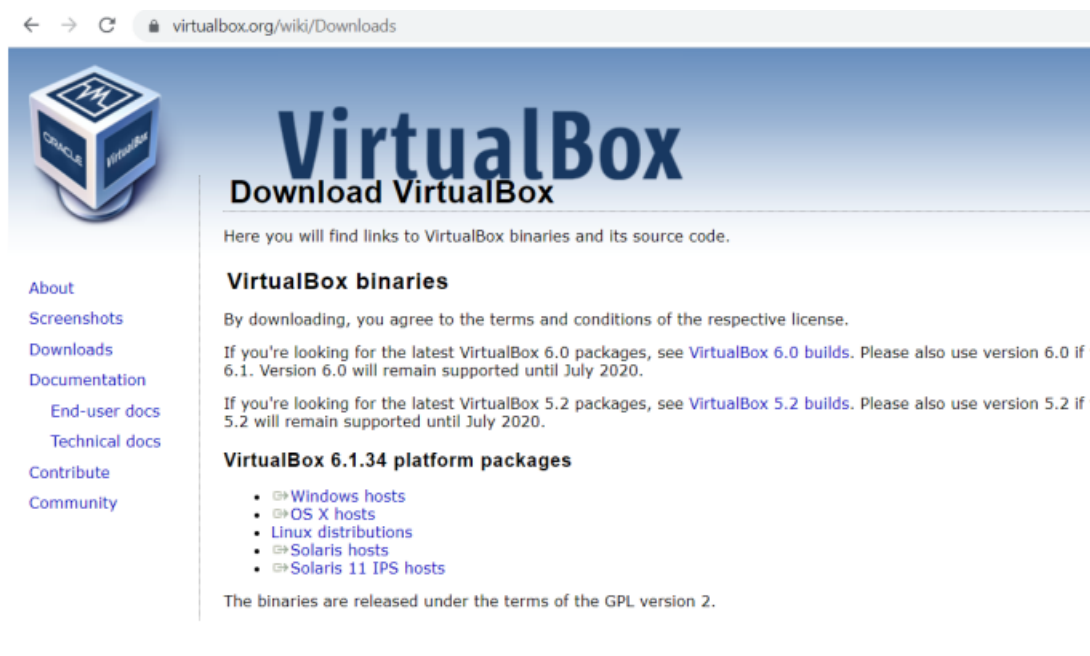 virtualbox.org/wiki/Downloads
ORACLE
VirtualBox
VirtualBox
Download VirtualBox
Here you will find links to VirtualBox binaries and its source code.
About
Screenshots
Downloads
Documentation
End-user docs
Technical docs
Contribute
Community
VirtualBox binaries
By downloading, you agree to the terms and conditions of the respective license.
If you're looking for the latest VirtualBox 6.0 packages, see VirtualBox 6.0 builds. Please also use version 6.0 if
6.1. Version 6.0 will remain supported until July 2020.
If you're looking for the latest VirtualBox 5.2 packages, see VirtualBox 5.2 builds. Please also use version 5.2 if
5.2 will remain supported until July 2020.
VirtualBox 6.1.34 platform packages
Windows hosts
OS X hosts
Linux distributions
Solaris hosts
Solaris 11 IPS hosts
The binaries are released under the terms of the GPL version 2.